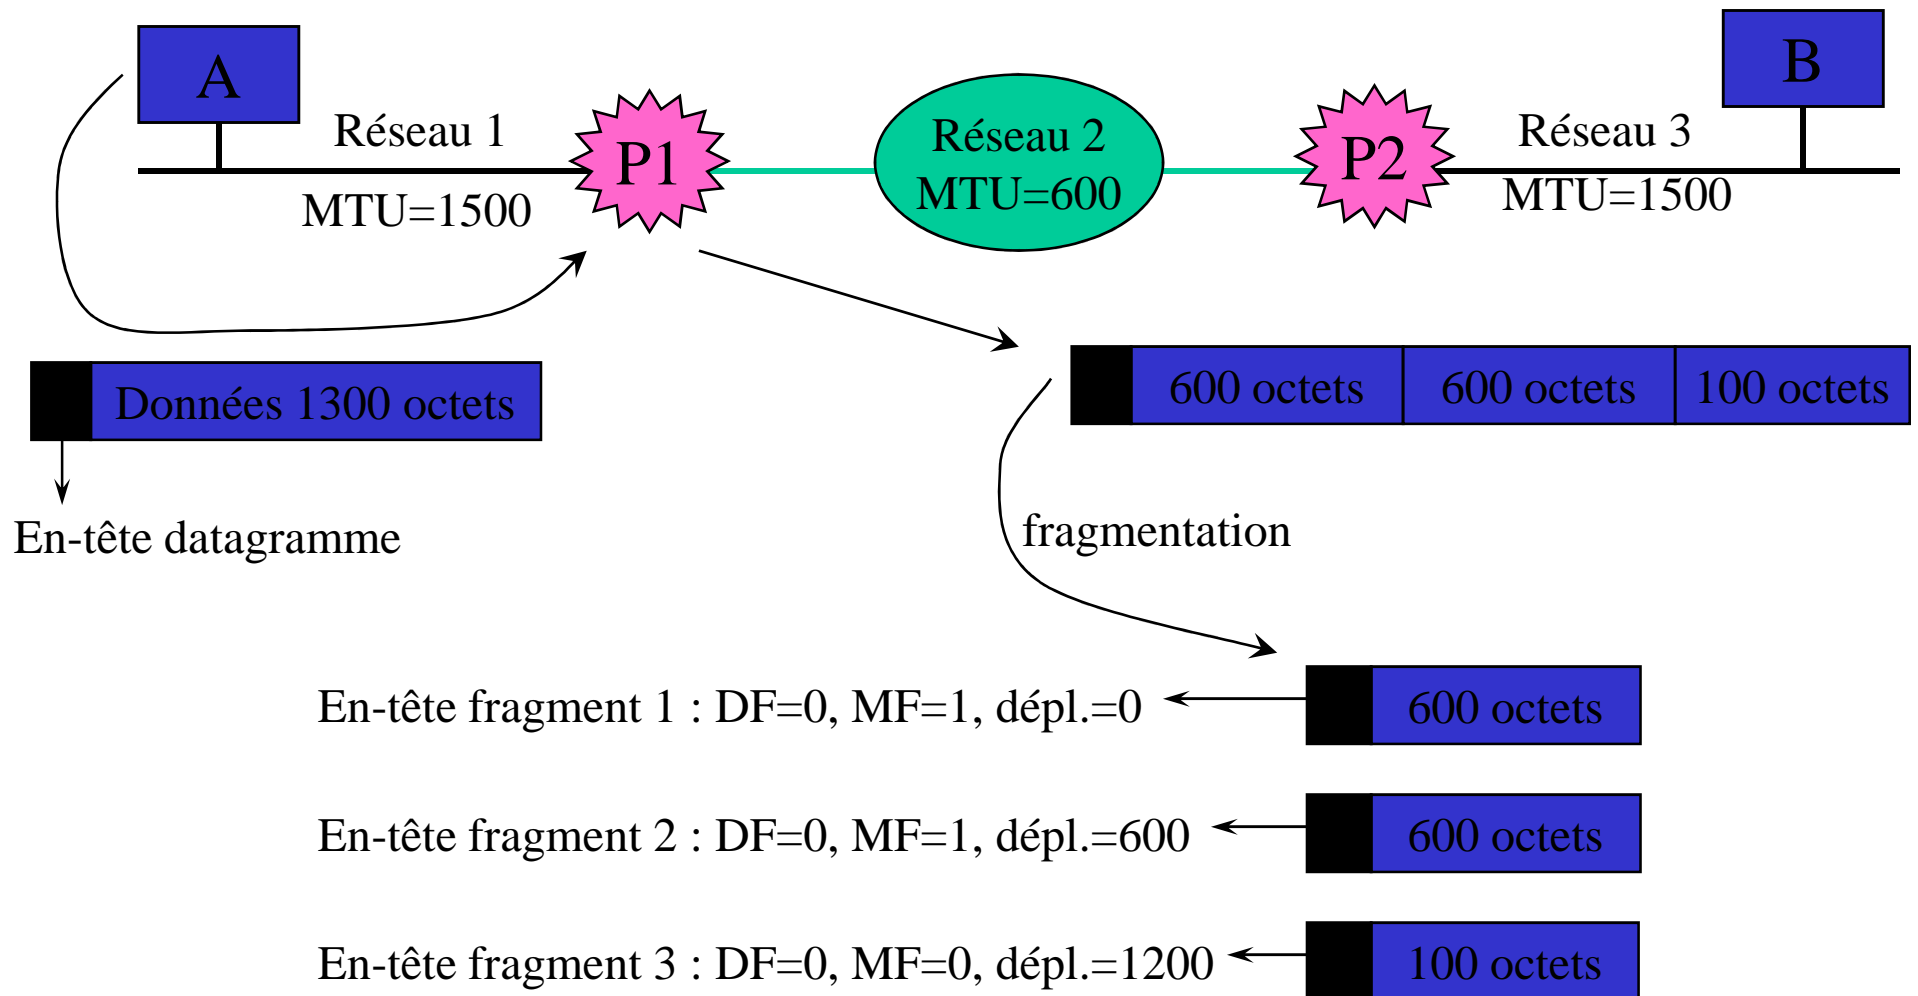 A
B
Réseau 1
P1
Réseau 2
P2
Réseau 3
MTU=1500
MTU=600
MTU=1500
Données 1300 octets
600 octets
600 octets
100 octets
En-tête datagramme
fragmentation
En-tête fragment 1 : DF=0, MF=1, dépl.=0
600 octets
En-tête fragment 2 : DF=0, MF=1, dépl.=600
600 octets
En-tête fragment 3 : DF=0, MF=0, dépl.=1200
100 octets